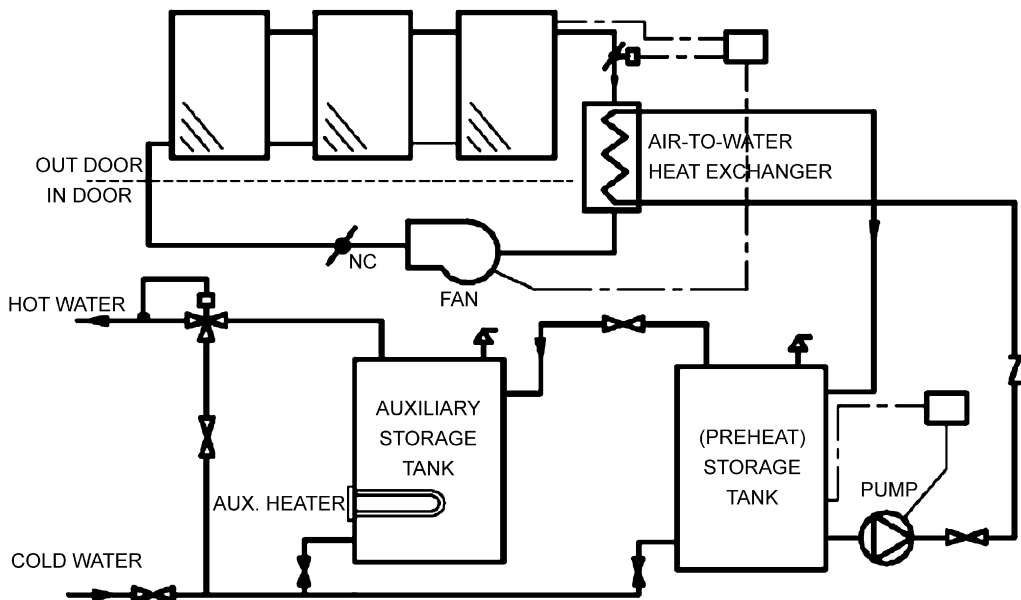 OUT DOOR
IN DOOR
AIR-TO-WATER
HEAT EXCHANGER
NC
FAN
HOT WATER
AUXILIARY
STORAGE
TANK
AUX. HEATER
(PREHEAT)
STORAGE
TANK
PUMP
COLD WATER